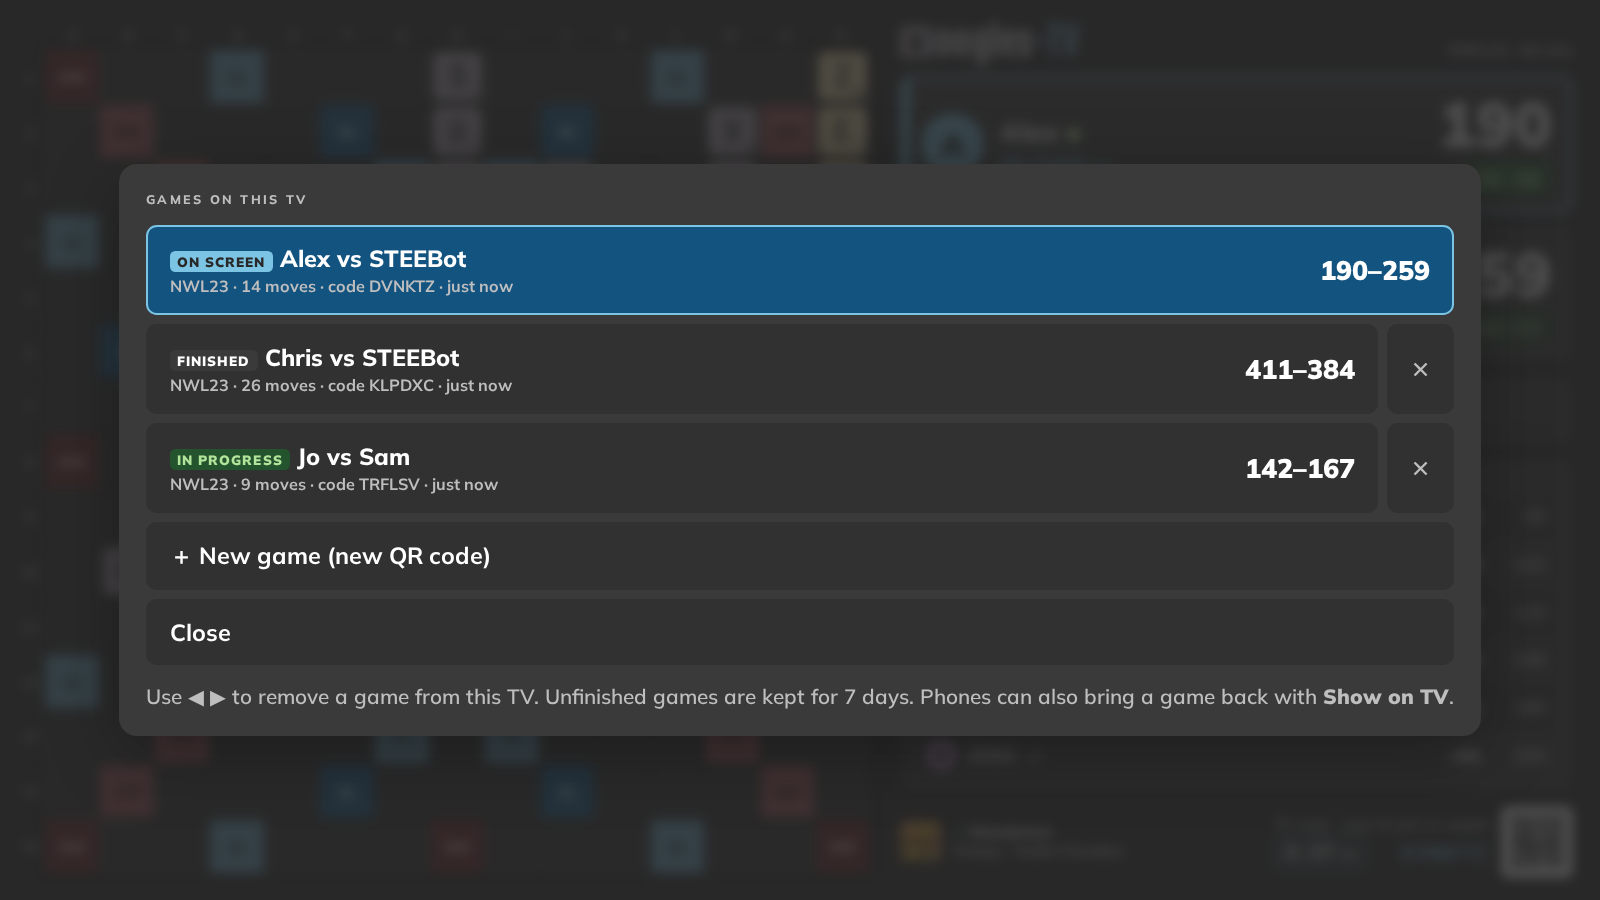 190
GAMES ON THIS TV
ON SCREEN Alex vs STEEBot
190–259
NWL23 · 14 moves · code DVNKTZ · just now
FINISHED Chris vs STEEBot
411–384
×
NWL23 · 26 moves · code KLPDXC · just now
IN PROGRESS Jo vs Sam
142–167
×
NWL23 · 9 moves · code TRFLSV · just now
+ New game (new QR code)
Close
Use ◀ ▶ to remove a game from this TV. Unfinished games are kept for 7 days. Phones can also bring a game back with Show on TV.